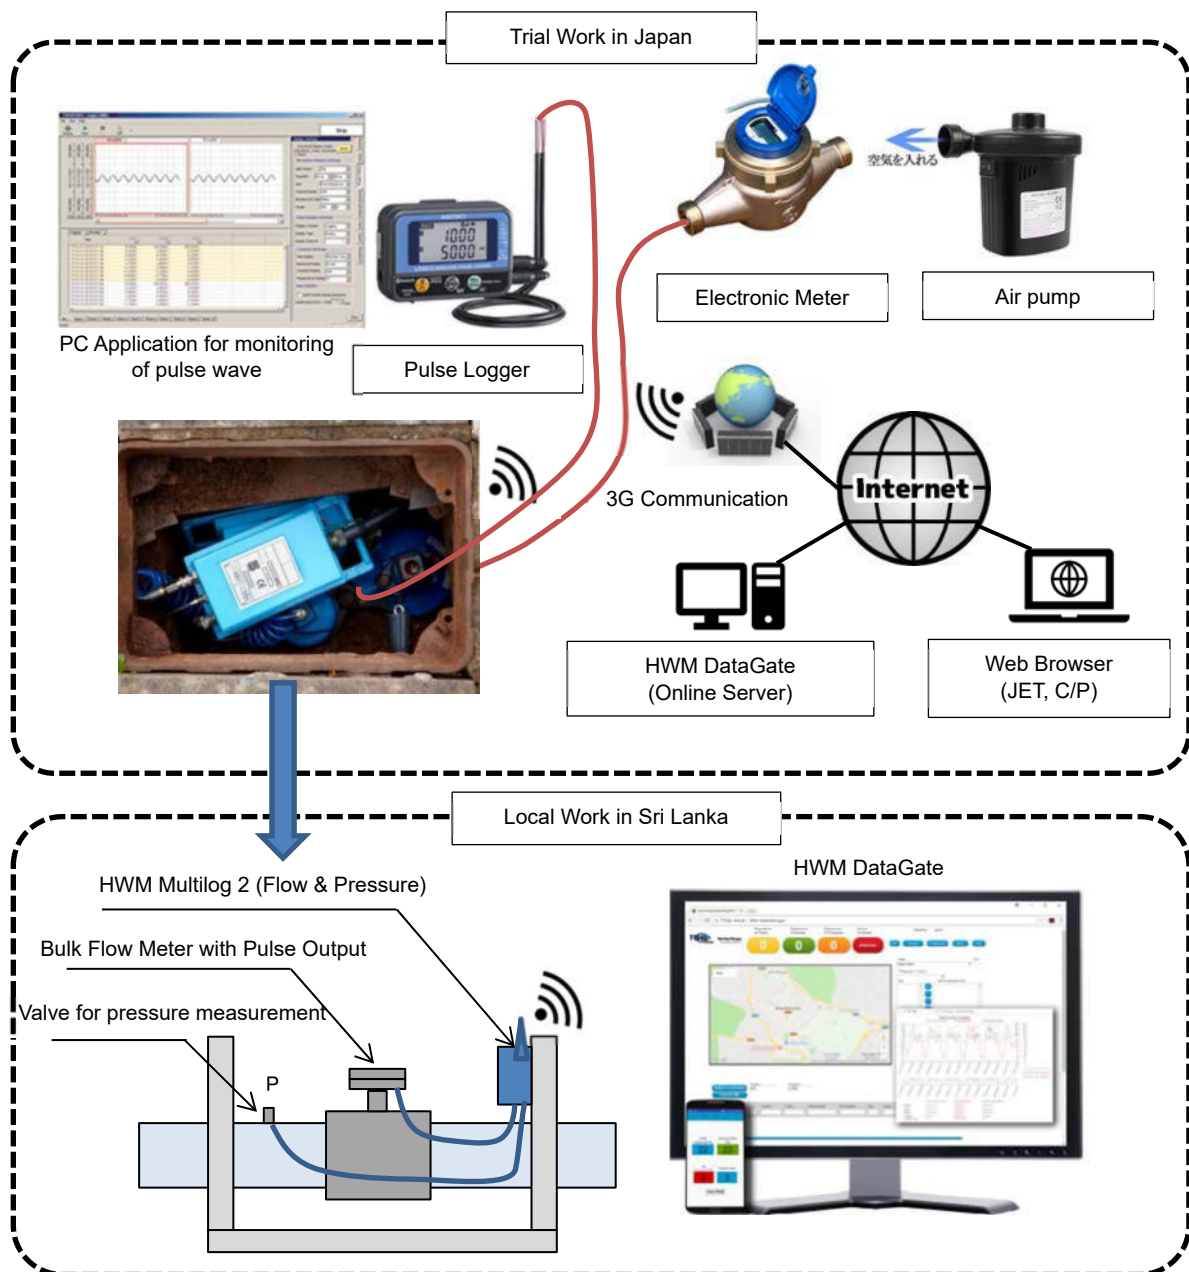 Trial Work in Japan
空気を入れる
1000
5000
Electronic Meter
Air pump
PC Application for monitoring
of pulse wave
Pulse Logger
3G Communication
Internet
HWM DataGate
(Online Server)
Web Browser
(JET, C/P)
Local Work in Sri Lanka
HWM Multilog 2 (Flow & Pressure)
HWM DataGate
Bulk Flow Meter with Pulse Output
Valve for pressure measurement
P
0 0 0